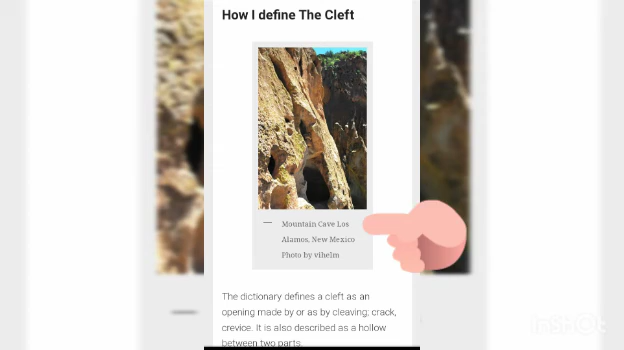 How I define The Cleft
— Mountain Cave Los
Alamos, New Mexico
Photo by vihelm
The dictionary defines a cleft as an
opening made by or as by cleaving; crack,
crevice. It is also described as a hollow
between two parts.
INSHOT